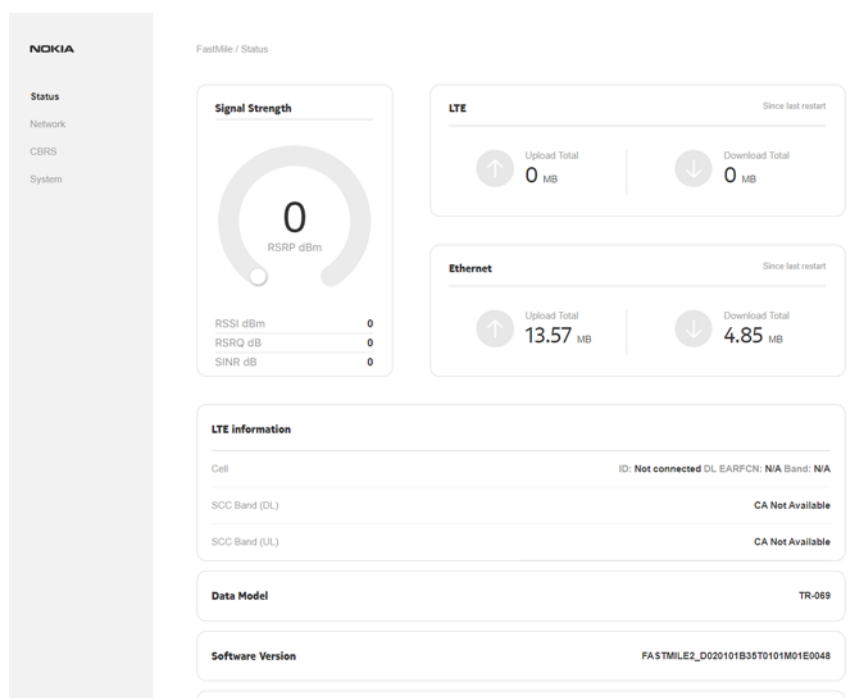 NOKIA
FastMile / Status
Status
Network
CBRS
System
Signal Strength
0
RSRP dBm
RSSI dBm 0
RSRQ dB 0
SINR dB 0
LTE Since last restart
Upload Total
0 MB
Download Total
0 MB
Ethernet Since last restart
Upload Total
13.57 MB
Download Total
4.85 MB
LTE information
Cell ID: Not connected DL EARFCN: N/A Band: N/A
SCC Band (DL) CA Not Available
SCC Band (UL) CA Not Available
Data Model TR-069
Software Version FASTMILE2_D020101B35T0101M01E0048